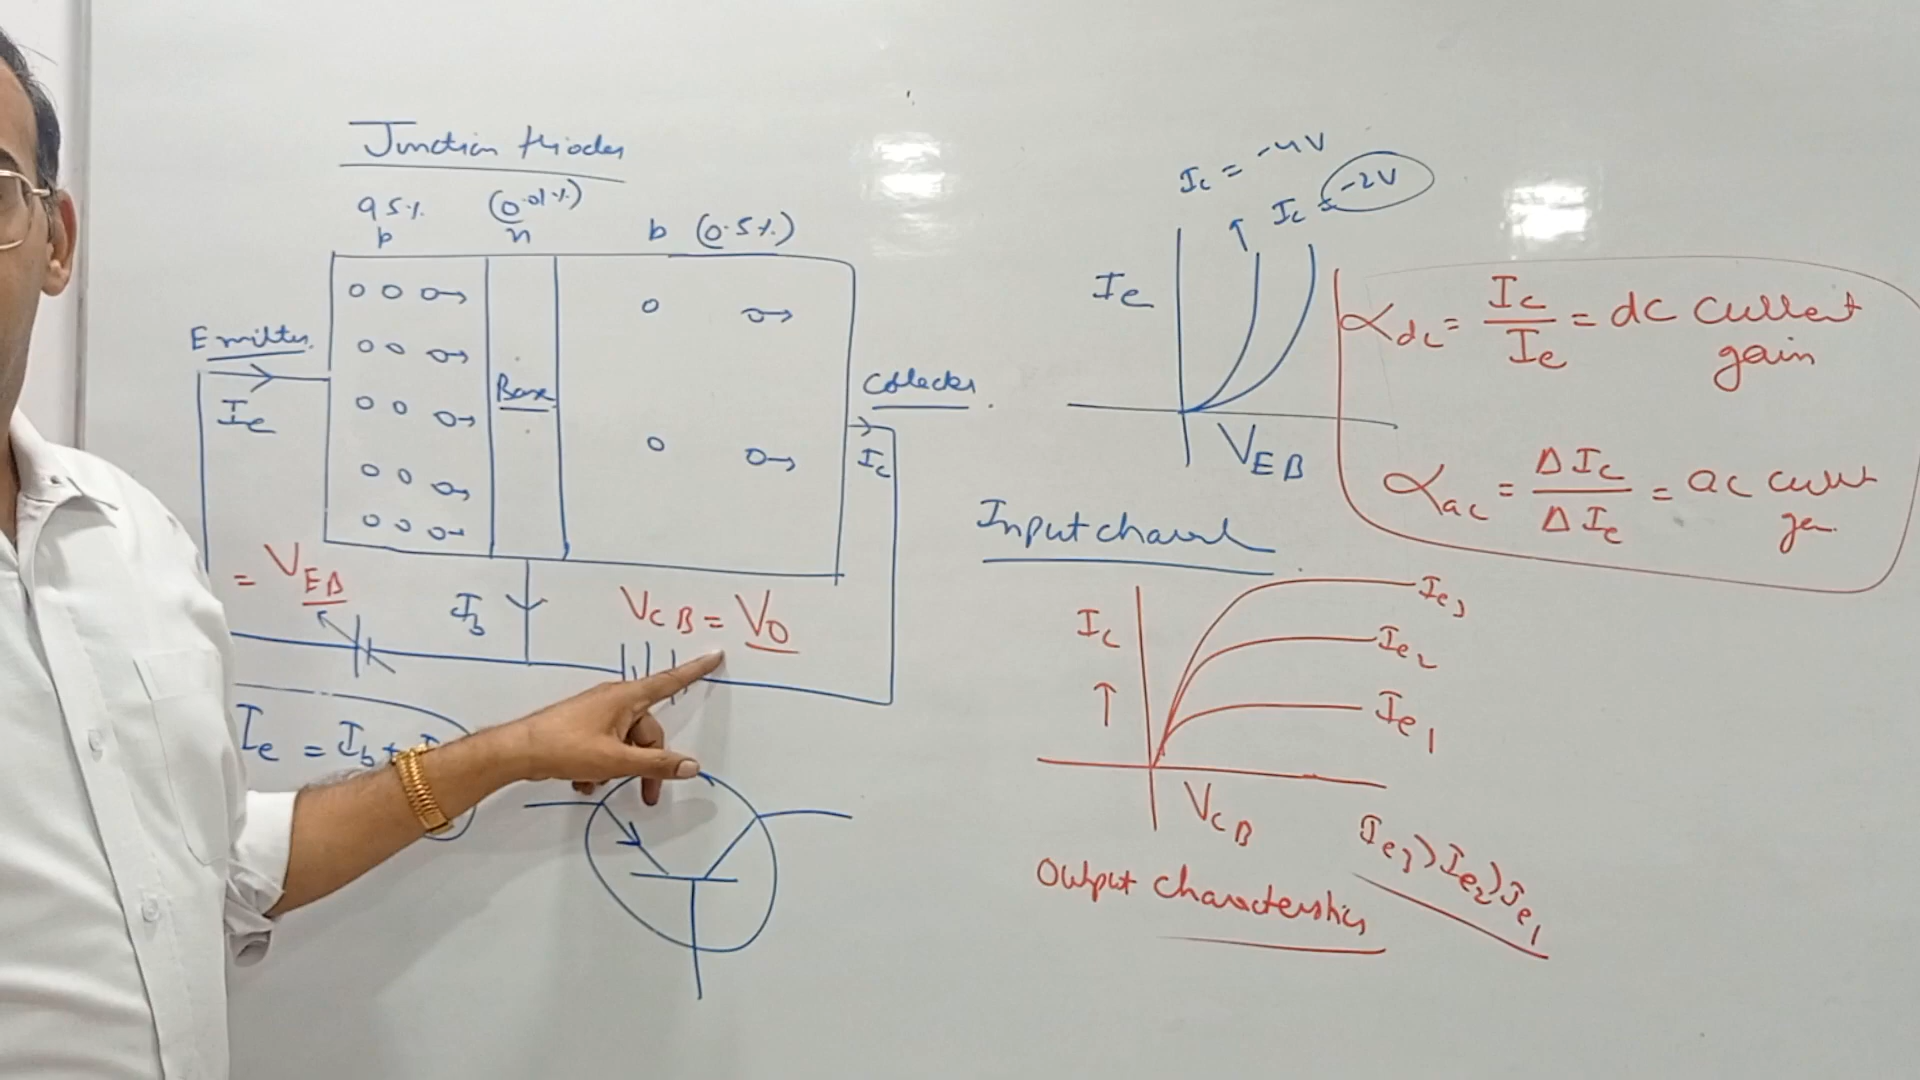 Junction triodes
95% (0.01%)
p n p (0.5%)
Emitter
Ie
Base
Collector
Ic
= VEB
Ib
VCB = V0
Ie = Ib +
Ic = -4V
Ic = -2V
Ie
VEB
Input
αdc = Ic/Ie = dc current gain
αac = ΔIc/ΔIe = ac
Ic
Ie3
Ie2
Ie1
VCB
Ie3 > Ie2 > Ie1
Output characteristics